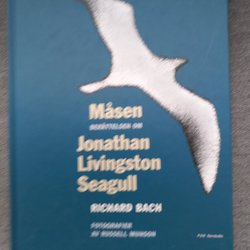 Måsen
BERÄTTELSEN OM
Jonathan
Livingston
Seagull
RICHARD BACH
FOTOGRAFIER
AV RUSSELL MUNSON